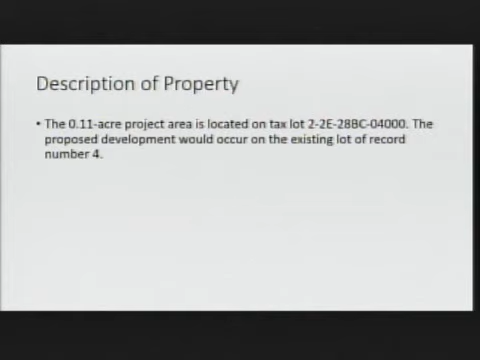 Description of Property
• The 0.11-acre project area is located on tax lot 2-2E-28BC-04000. The
proposed development would occur on the existing lot of record
number 4.